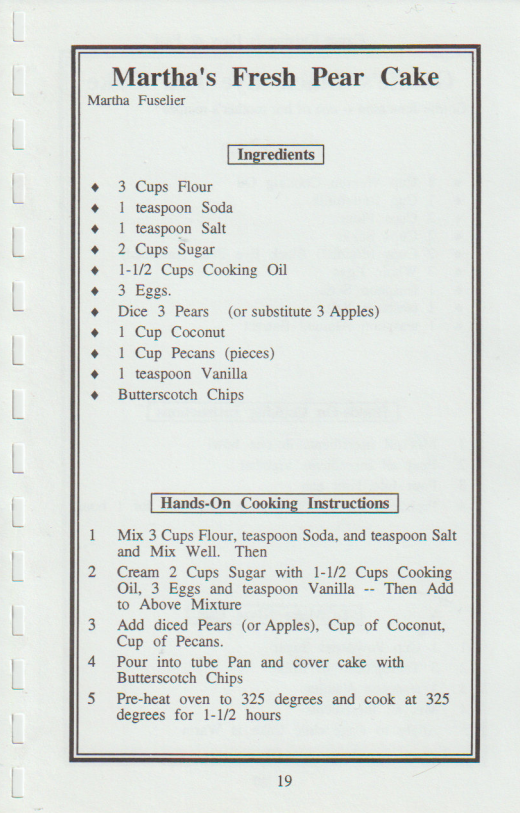 Martha's Fresh Pear Cake
Martha Fuselier
Ingredients
♦ 3 Cups Flour
♦ 1 teaspoon Soda
♦ 1 teaspoon Salt
♦ 2 Cups Sugar
♦ 1-1/2 Cups Cooking Oil
♦ 3 Eggs.
♦ Dice 3 Pears (or substitute 3 Apples)
♦ 1 Cup Coconut
♦ 1 Cup Pecans (pieces)
♦ 1 teaspoon Vanilla
♦ Butterscotch Chips
Hands-On Cooking Instructions
1 Mix 3 Cups Flour, teaspoon Soda, and teaspoon Salt
and Mix Well. Then
2 Cream 2 Cups Sugar with 1-1/2 Cups Cooking
Oil, 3 Eggs and teaspoon Vanilla -- Then Add
to Above Mixture
3 Add diced Pears (or Apples), Cup of Coconut,
Cup of Pecans.
4 Pour into tube Pan and cover cake with
Butterscotch Chips
5 Pre-heat oven to 325 degrees and cook at 325
degrees for 1-1/2 hours
19